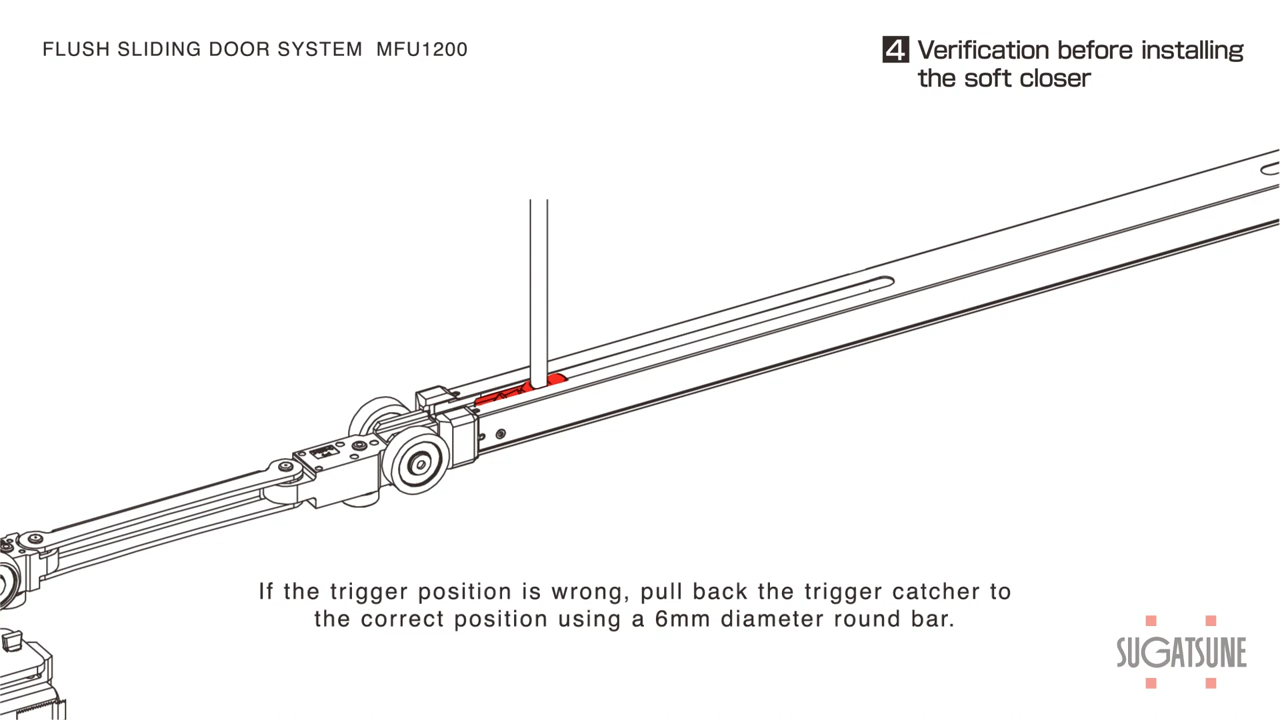 FLUSH SLIDING DOOR SYSTEM MFU1200
4 Verification before installing
the soft closer
If the trigger position is wrong, pull back the trigger catcher to
the correct position using a 6mm diameter round bar.
SUGATSUNE